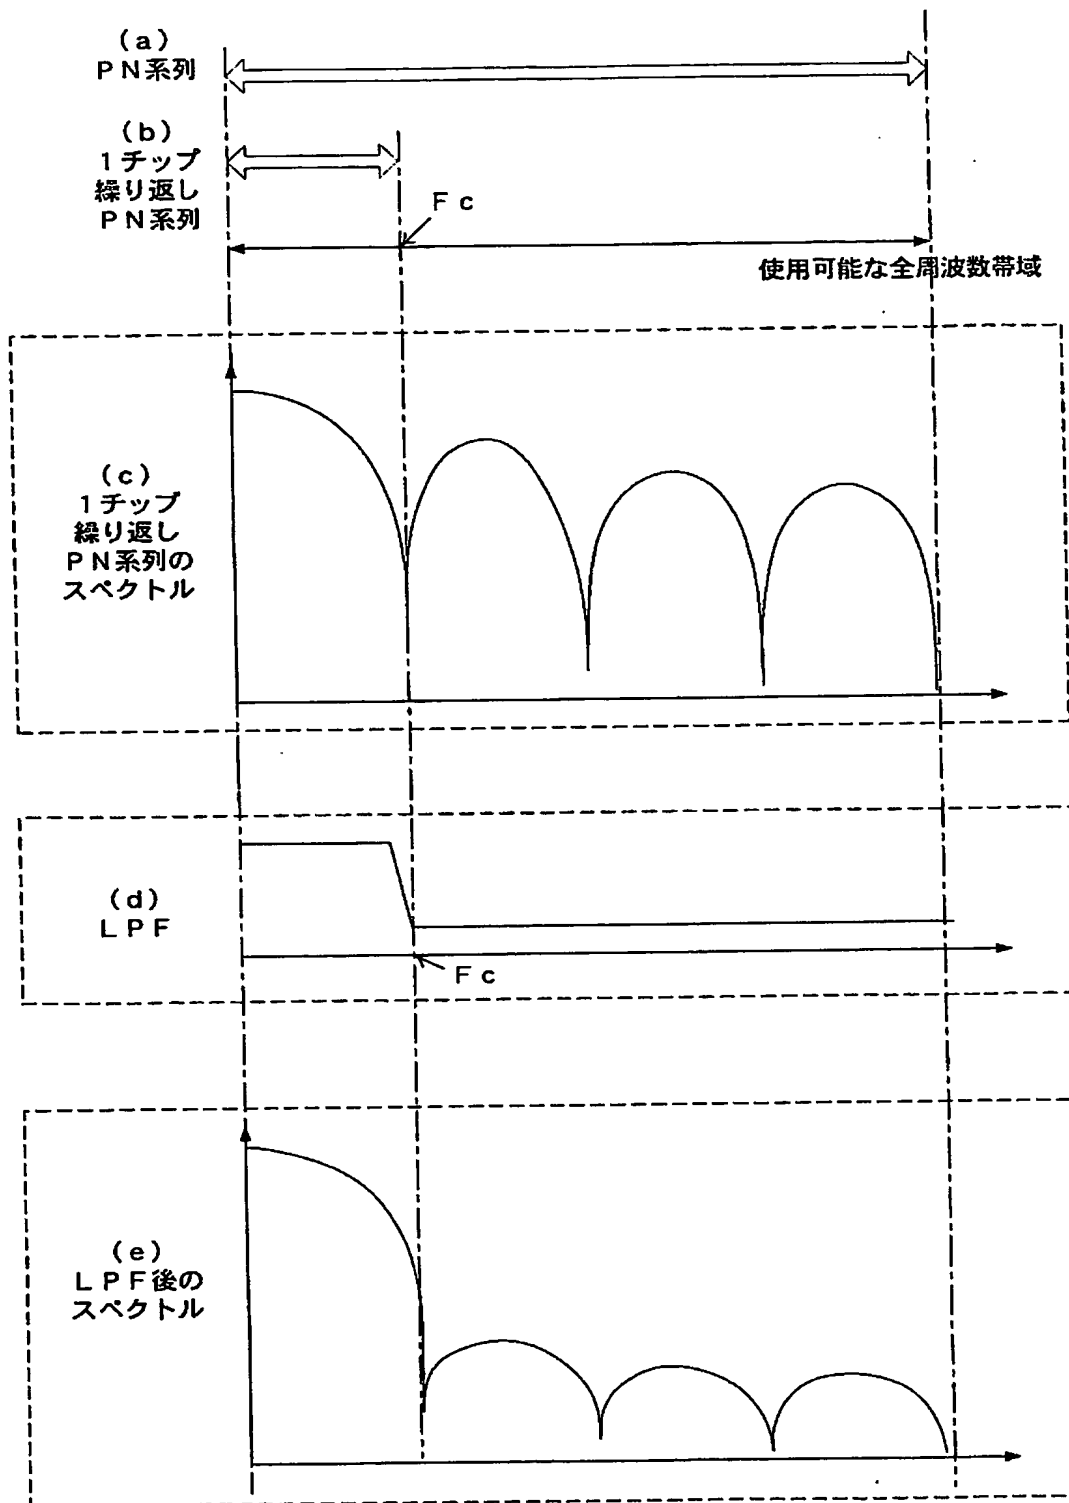 (a)
PN系列
(b)
1チップ
繰り返し
PN系列
Fc
使用可能な全周波数帯域
(c)
1チップ
繰り返し
PN系列の
スペクトル
(d)
LPF
Fc
(e)
LPF後の
スペクトル